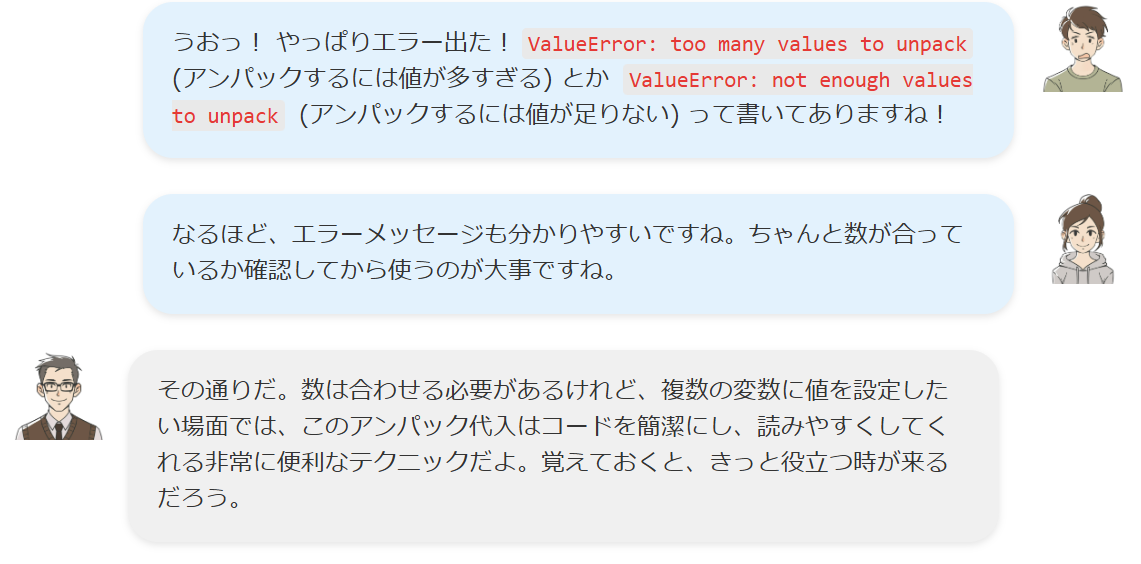 うおっ！ やっぱりエラー出た！ ValueError: too many values to unpack
(アンパックするには値が多すぎる) とか ValueError: not enough values
to unpack (アンパックするには値が足りない) って書いてありますね！
なるほど、エラーメッセージも分かりやすいですね。ちゃんと数が合って
いるか確認してから使うのが大事ですね。
その通りだ。数は合わせる必要があるけれど、複数の変数に値を設定した
い場面では、このアンパック代入はコードを簡潔にし、読みやすくしてく
れる非常に便利なテクニックだよ。覚えておくと、きっと役立つ時が来る
だろう。